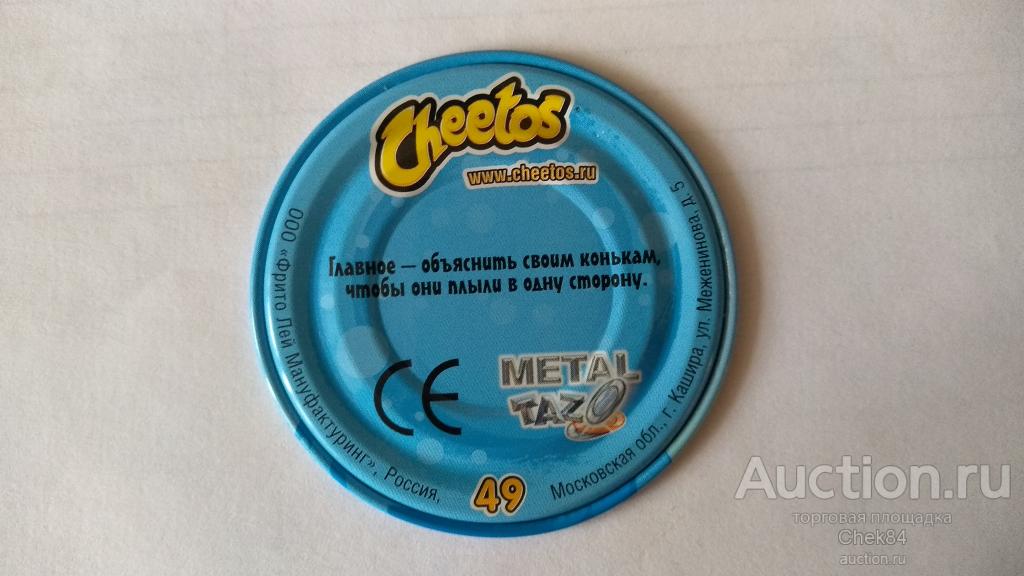 Cheetos
www.cheetos.ru
Главное — объяснить своим конькам,
чтобы они плыли в одну сторону.
CE
METAL
TAZO
49
ООО «Фрито Лей Мануфактуринг», Россия,
Московская обл., г. Кашира, ул. Меженинова, д. 5
Auction.ru
торговая площадка
Chek84
auction.ru